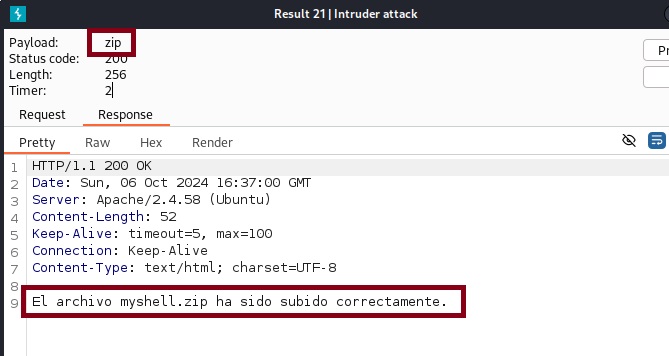 Result 21 | Intruder attack
Payload: zip
Status code: 200
Length: 256
Timer: 2
Request Response
Pretty Raw Hex Render
1 HTTP/1.1 200 OK
2 Date: Sun, 06 Oct 2024 16:37:00 GMT
3 Server: Apache/2.4.58 (Ubuntu)
4 Content-Length: 52
5 Keep-Alive: timeout=5, max=100
6 Connection: Keep-Alive
7 Content-Type: text/html; charset=UTF-8
8
9 El archivo myshell.zip ha sido subido correctamente.